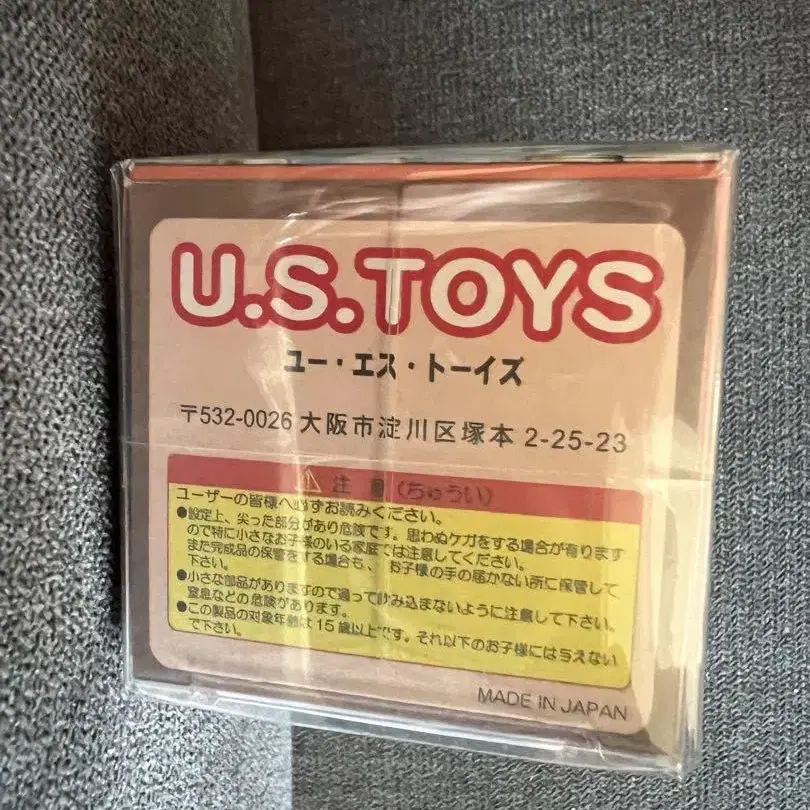 U.S.TOYS
ユー・エス・トーイズ
〒532-0026 大阪市淀川区塚本 2-25-23
⚠ 注 意 (ちゅうい)
ユーザーの皆様へ必ずお読みください。
●設定上、尖った部分があり危険です。思わぬケガをする場合が有ります
ので特に小さなお子様のいる家庭では注意してください。
また完成品の保管をする場合も、お子様の手の届かない所に保管して
下さい。
●小さな部品がありますので誤って飲み込まないように注意して下さい。
窒息などの危険があります。
●この製品の対象年齢は15歳以上です。それ以下のお子様には与えない
で下さい。
MADE IN JAPAN